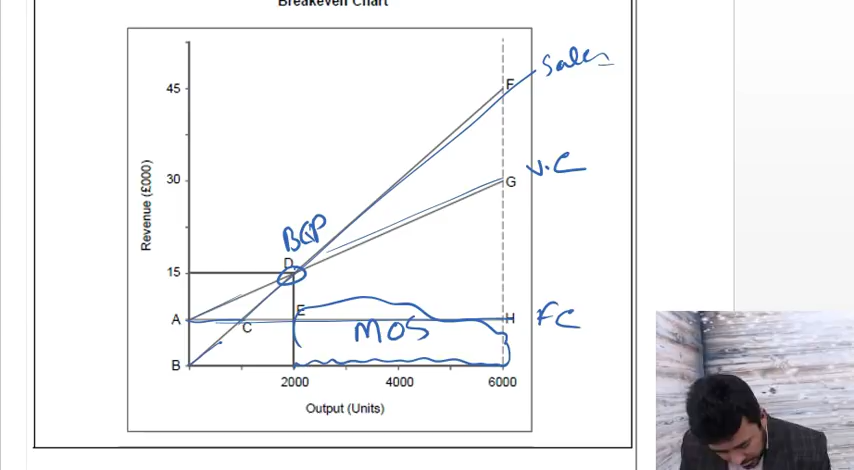 Breakeven Chart
Sales
45
F
V.C
30
G
Revenue (£000)
BEP
D
15
E
A
H
FC
C
MOS
B
2000
4000
6000
Output (Units)